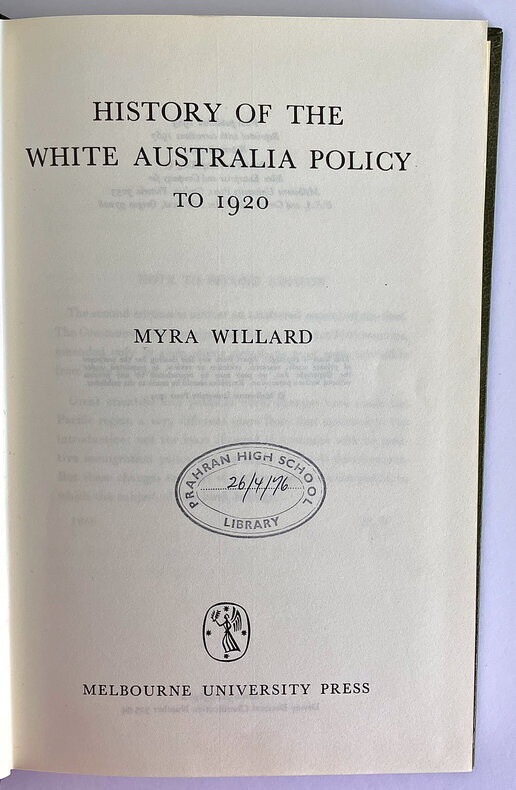 HISTORY OF THE
WHITE AUSTRALIA POLICY
TO 1920
MYRA WILLARD
PRAHRAN HIGH SCHOOL
26/4/76
LIBRARY
MELBOURNE UNIVERSITY PRESS